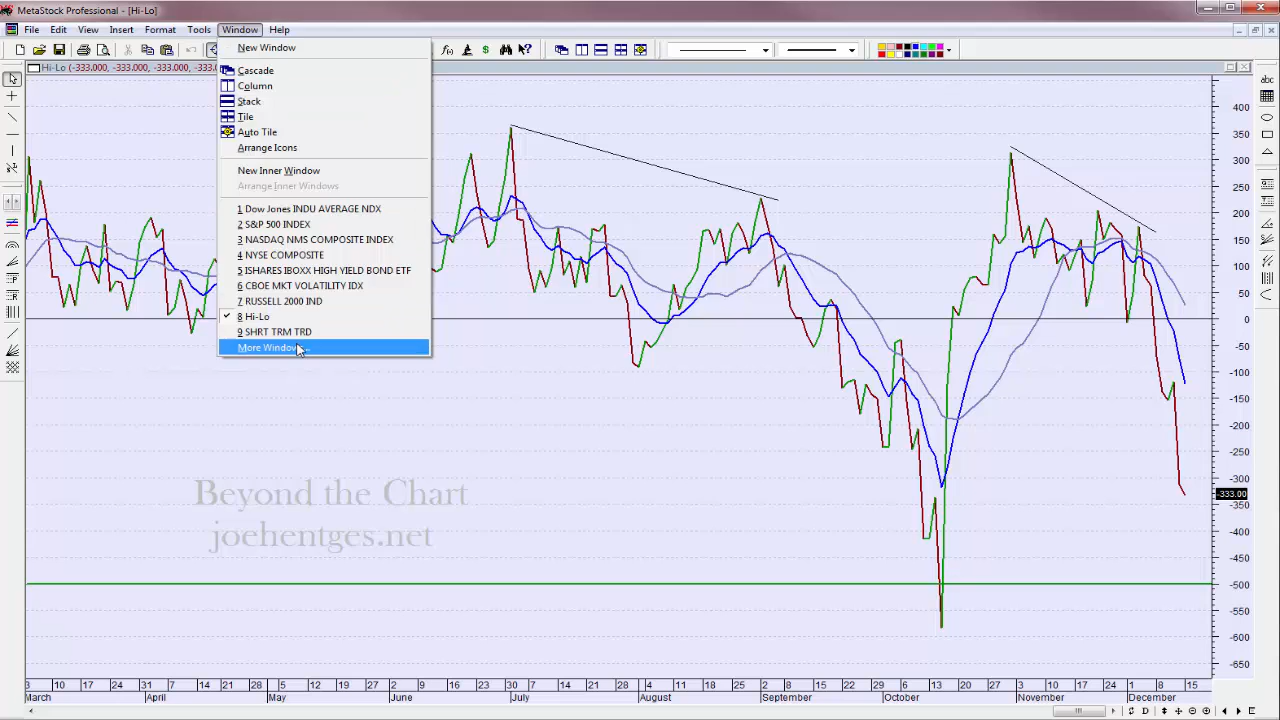 MetaStock Professional - [Hi-Lo]
File Edit View Insert Format Tools Window Help
Hi-Lo (-333.000, -333.000, -333.000, -333.0
New Window
Cascade
Column
Stack
Tile
Auto Tile
Arrange Icons
New Inner Window
Arrange Inner Windows
1 Dow Jones INDU AVERAGE NDX
2 S&P 500 INDEX
3 NASDAQ NMS COMPOSITE INDEX
4 NYSE COMPOSITE
5 ISHARES IBOXX HIGH YIELD BOND ETF
6 CBOE MKT VOLATILITY IDX
7 RUSSELL 2000 IND
8 Hi-Lo
9 SHRT TRM TRD
More Windows...
abc
400
350
300
250
200
150
100
50
0
-50
-100
-150
-200
-250
-300
-333.00
-350
-400
-450
-500
-550
-600
-650
Beyond the Chart
joehentges.net
3 10 17 24 31 7 14 21 28 5 12 19 27 2 9 16 23 30 7 14 21 28 4 11 18 25 2 8 15 22 29 6 13 20 27 3 10 17 24 1 8 15
March April May June July August September October November December
D